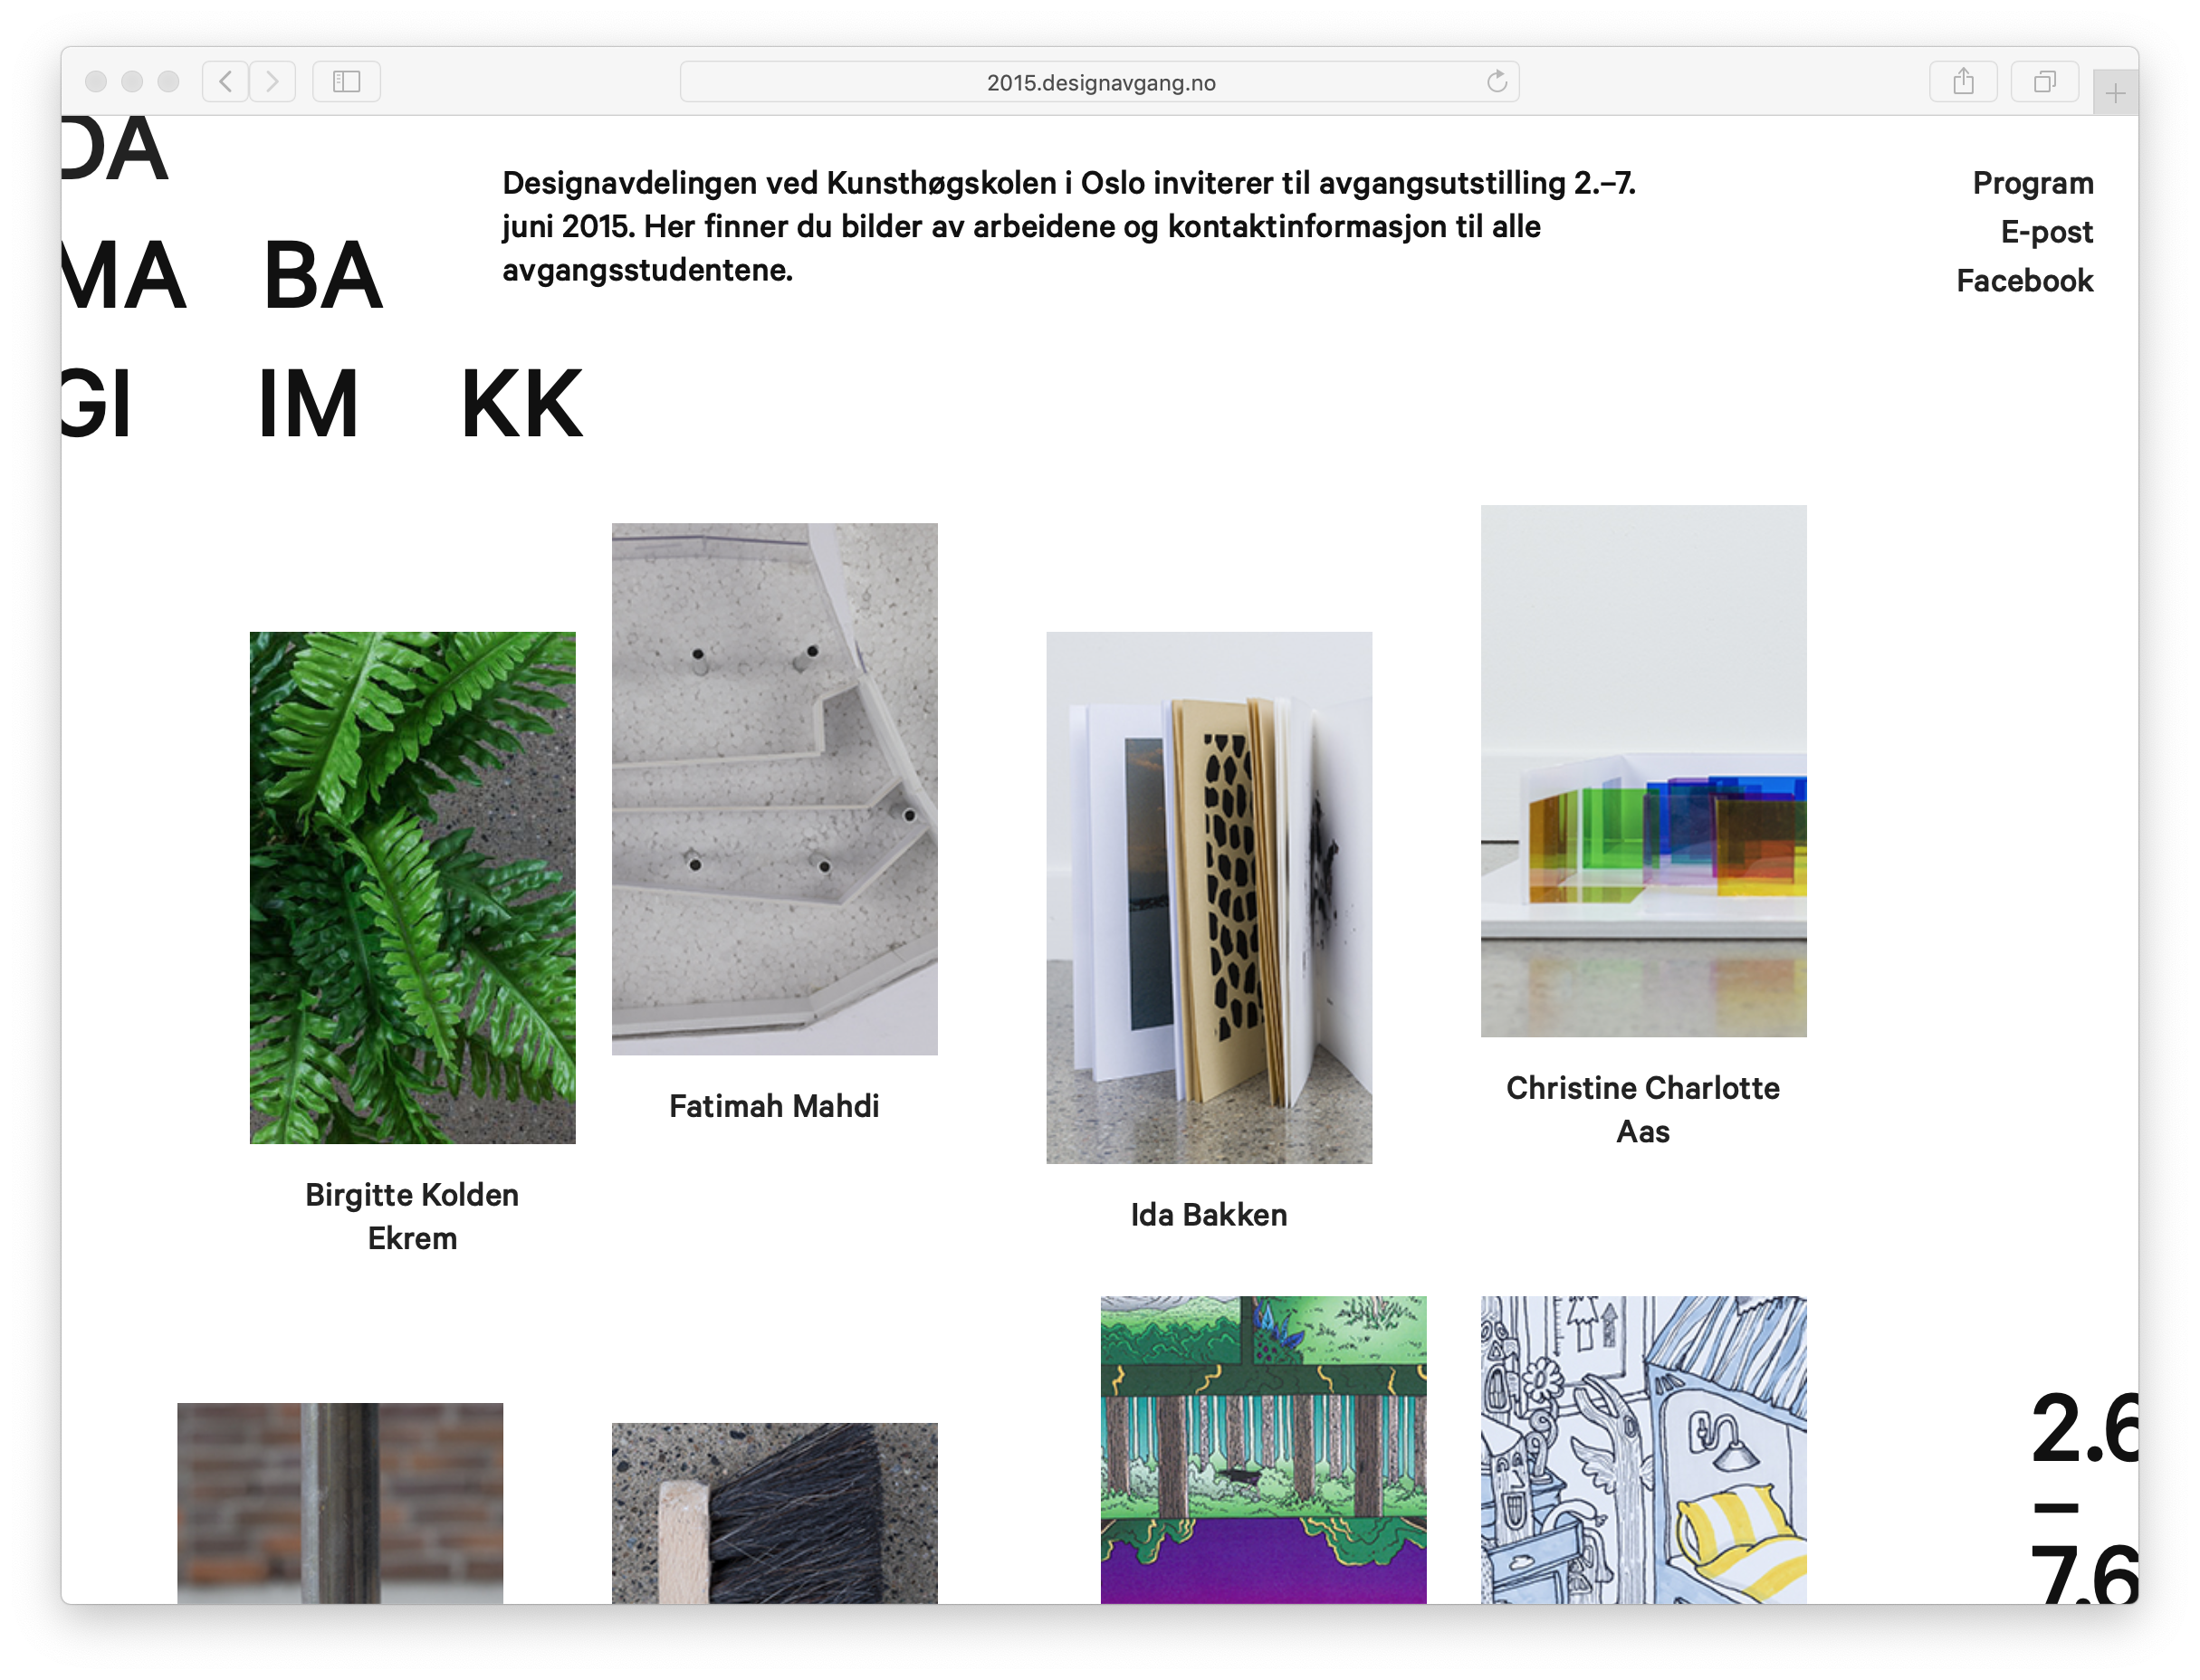 2015.designavgang.no
DA
MA BA
GI IM KK
Designavdelingen ved Kunsthøgskolen i Oslo inviterer til avgangsutstilling 2.–7.
juni 2015. Her finner du bilder av arbeidene og kontaktinformasjon til alle
avgangsstudentene.
Program
E-post
Facebook
Birgitte Kolden
Ekrem
Fatimah Mahdi
Ida Bakken
Christine Charlotte
Aas
2.6
–
7.6